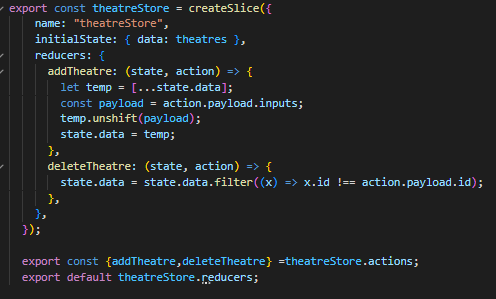 export const theatreStore = createSlice({
name: "theatreStore",
initialState: { data: theatres },
reducers: {
addTheatre: (state, action) => {
let temp = [...state.data];
const payload = action.payload.inputs;
temp.unshift(payload);
state.data = temp;
},
deleteTheatre: (state, action) => {
state.data = state.data.filter((x) => x.id !== action.payload.id);
},
},
});
export const {addTheatre,deleteTheatre} =theatreStore.actions;
export default theatreStore.reducers;